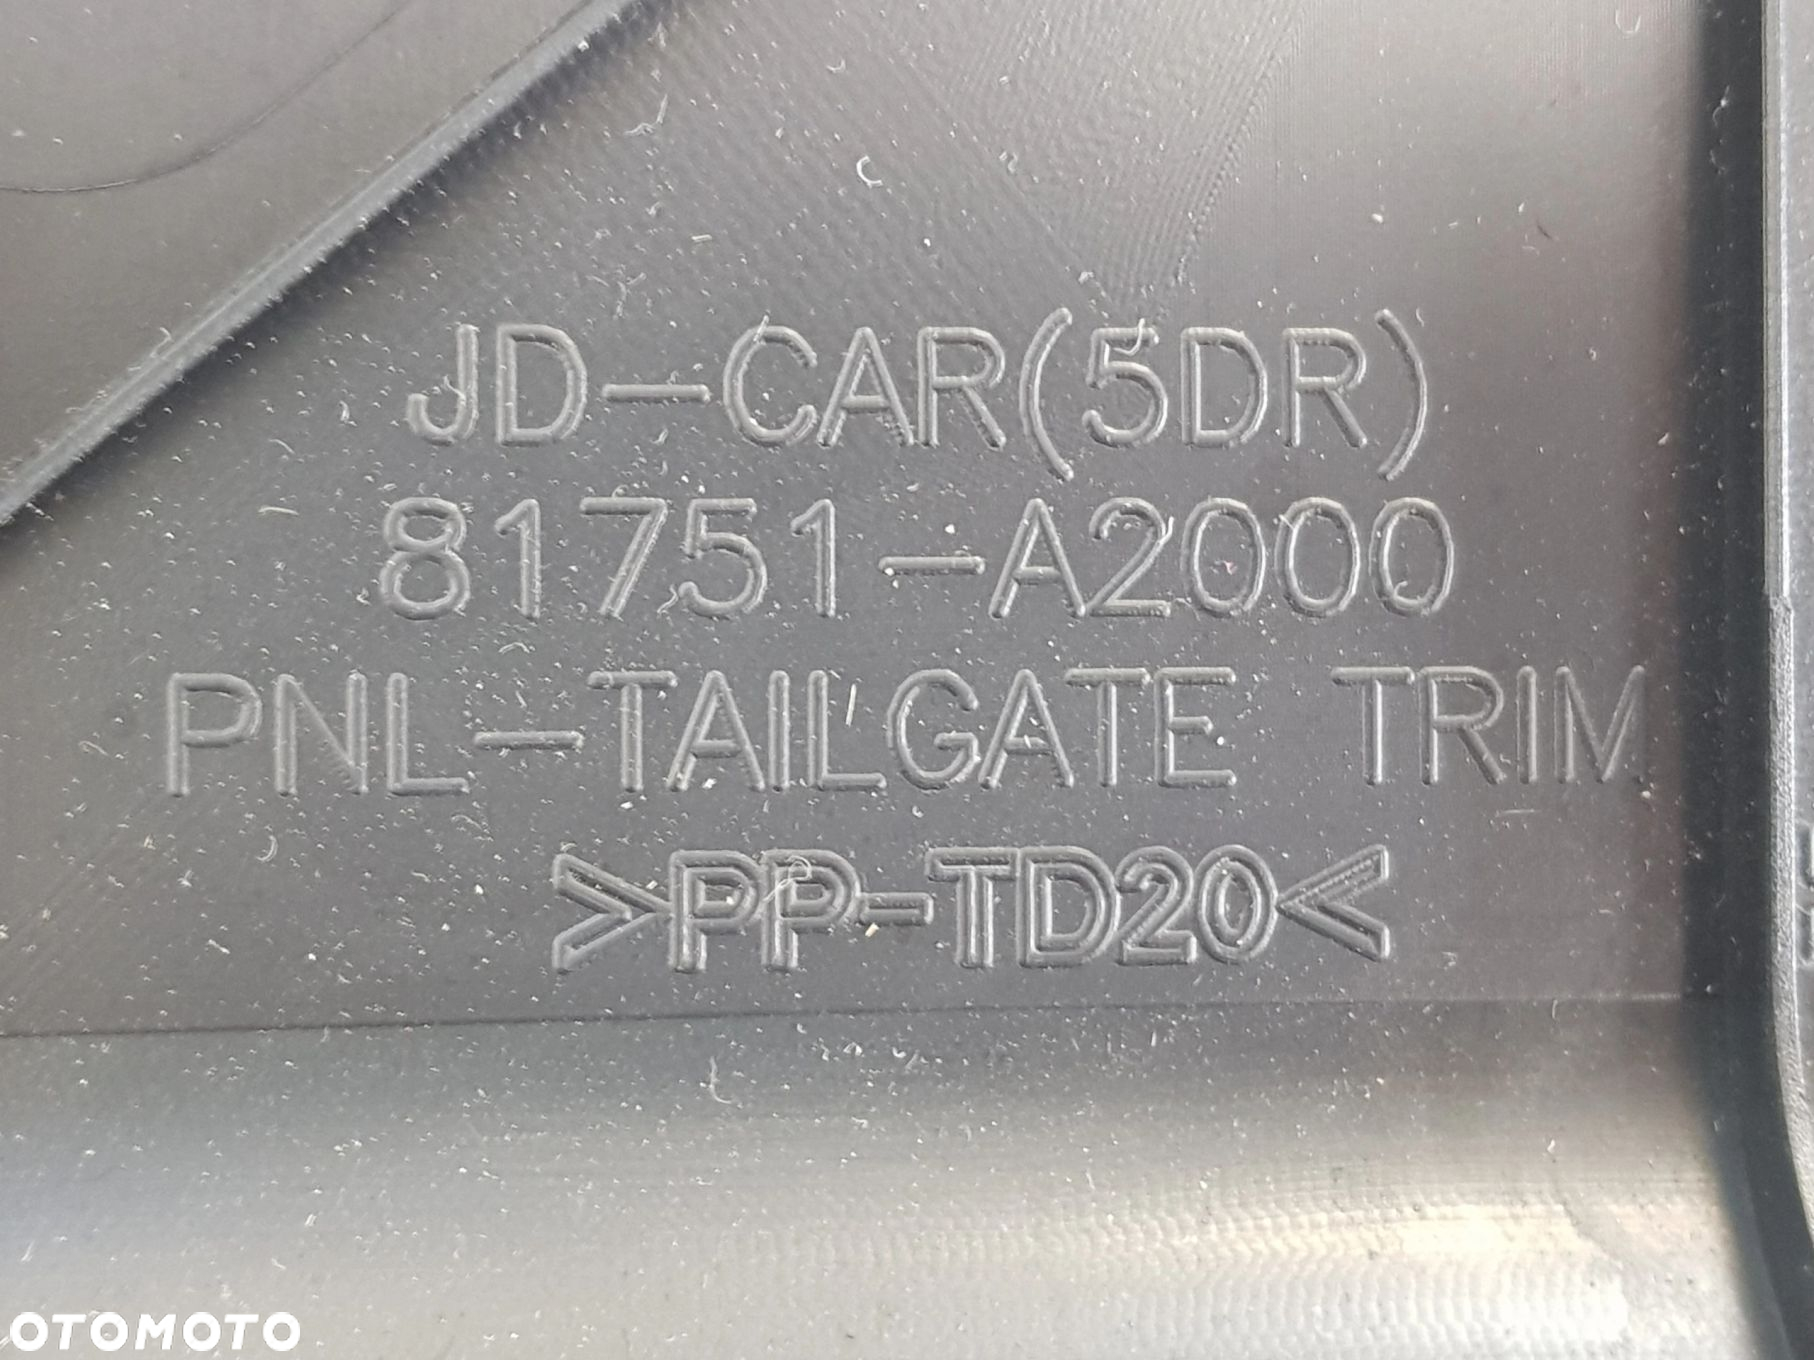 JD-CAR(5DR)
81751-A2000
PNL-TAILGATE TRIM
>PP-TD20<
OTOMOTO